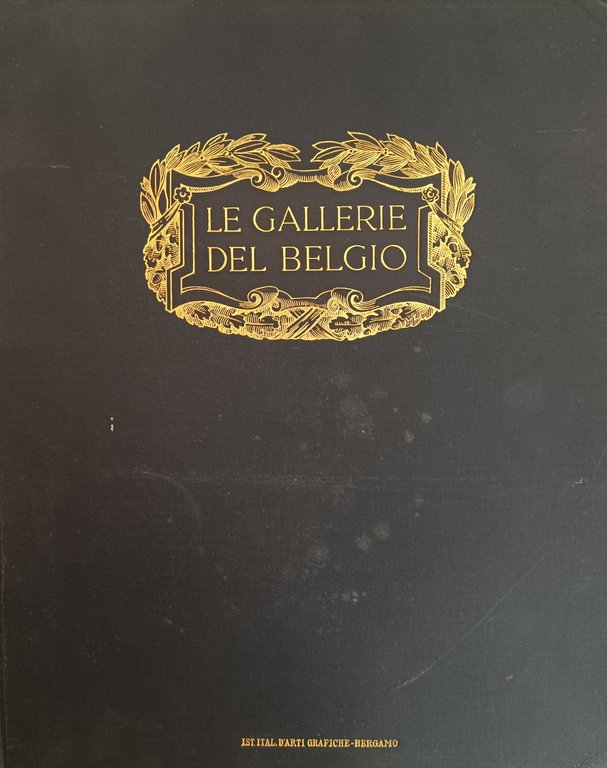 LE GALLERIE
DEL BELGIO
IST. ITAL. D'ARTI GRAFICHE-BERGAMO